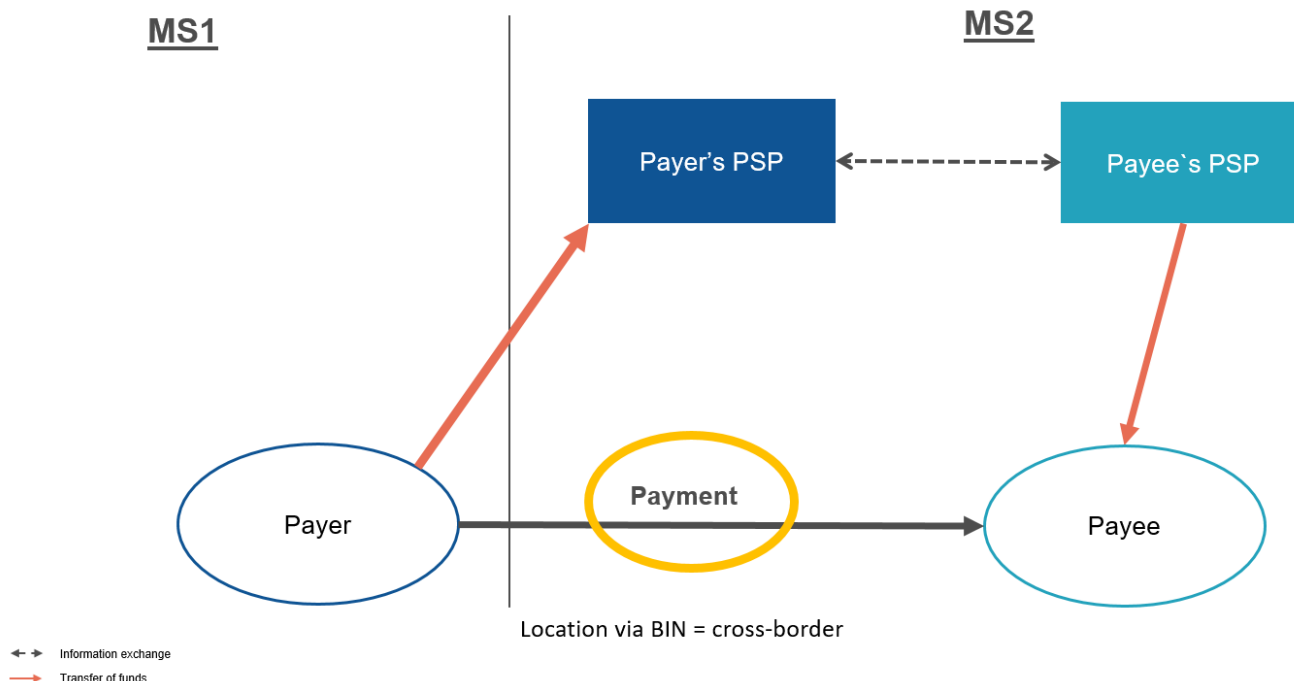 MS1
MS2
Payer’s PSP
Payee`s PSP
Payment
Payer
Payee
Location via BIN = cross-border
Information exchange
Transfer of funds